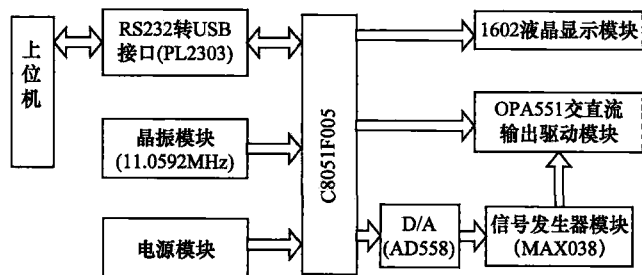 上位机
RS232转USB
接口(PL2303)
晶振模块
(11.0592MHz)
电源模块
C8051F005
1602液晶显示模块
OPA551交直流
输出驱动模块
D/A
(AD558)
信号发生器模块
(MAX038)